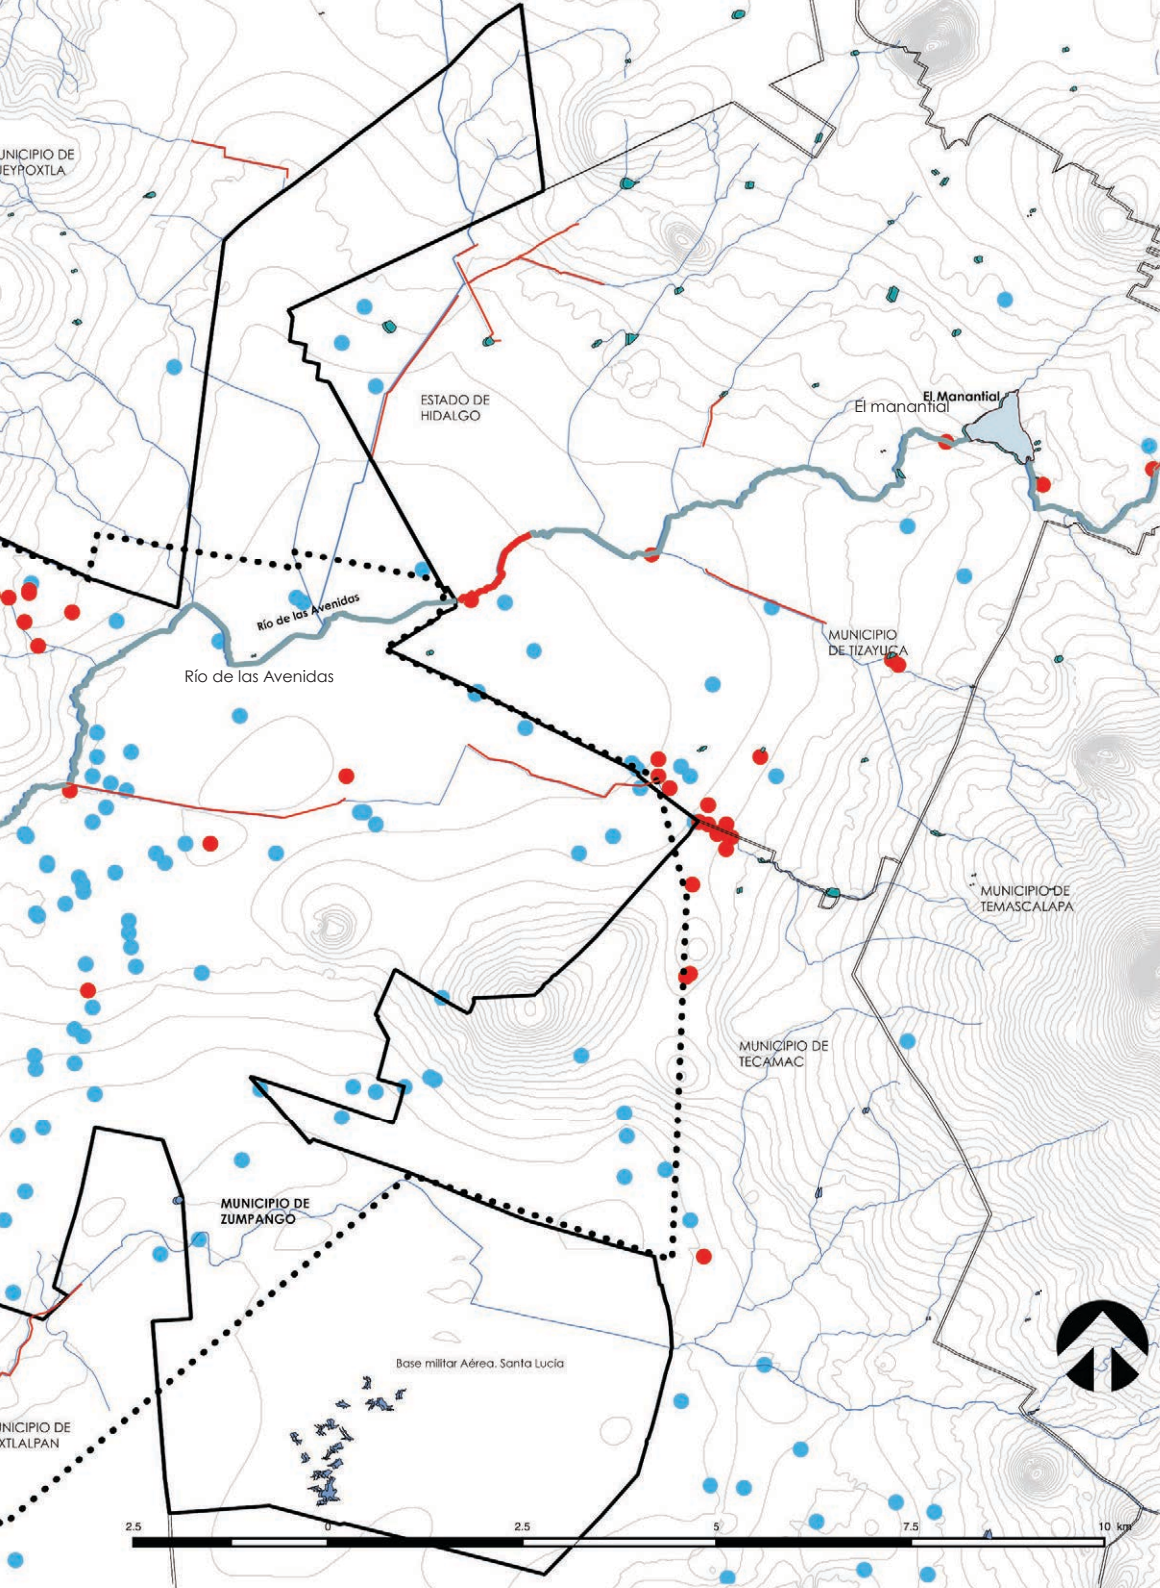 UNICIPIO DE
UEYPOXTLA
ESTADO DE
HIDALGO
El Manantial
El manantial
Río de las Avenidas
Río de las Avenidas
MUNICIPIO
DE TIZAYUCA
MUNICIPIO DE
TEMASCALAPA
MUNICIPIO DE
TECAMAC
MUNICIPIO DE
ZUMPANGO
Base militar Aérea. Santa Lucía
UNICIPIO DE
XTLALPAN
2.5 0 2.5 5 7.5 10 km